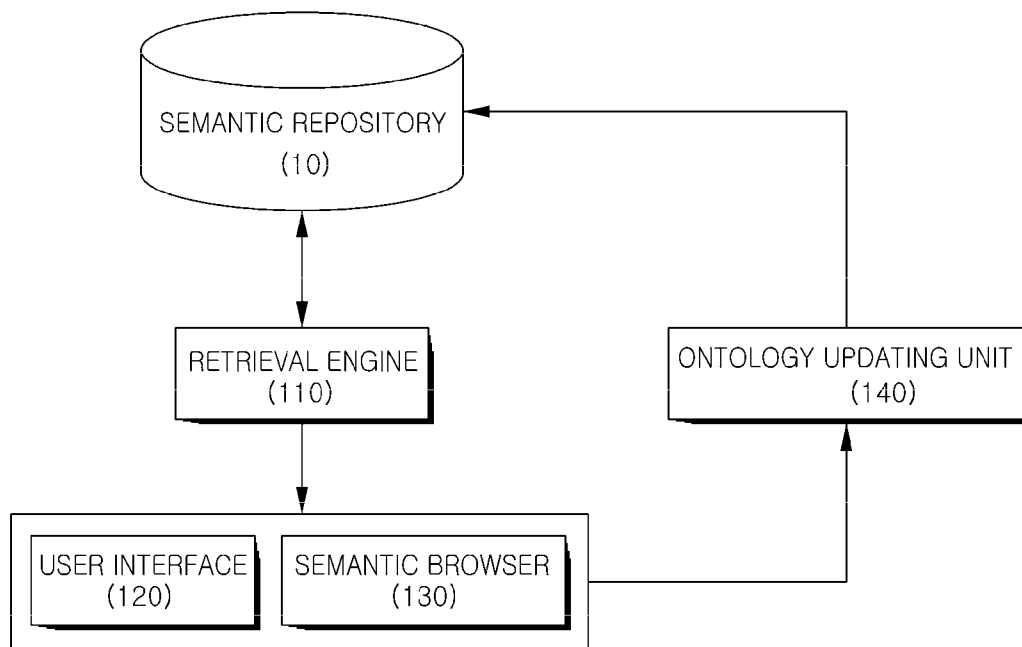 SEMANTIC REPOSITORY
(10)
RETRIEVAL ENGINE
(110)
ONTOLOGY UPDATING UNIT
(140)
USER INTERFACE
(120)
SEMANTIC BROWSER
(130)